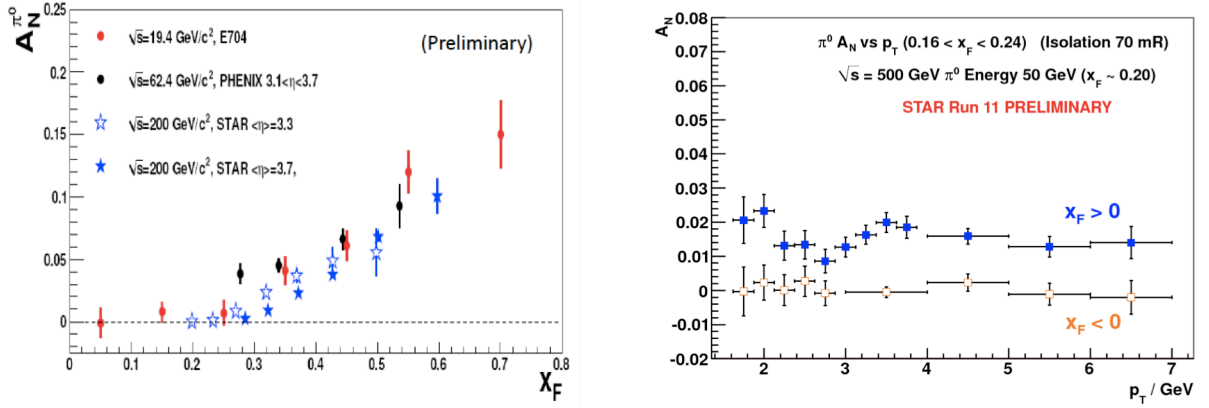 A_N^π⁰
0.25
0.2
0.15
0.1
0.05
0
√s=19.4 GeV/c², E704
(Preliminary)
√s=62.4 GeV/c², PHENIX 3.1<η<3.7
√s=200 GeV/c², STAR <η>=3.3
√s=200 GeV/c², STAR <η>=3.7,
0 0.1 0.2 0.3 0.4 0.5 0.6 0.7 0.8
X_F
A_N
0.08
0.07
0.06
0.05
0.04
0.03
0.02
0.01
0
-0.01
-0.02
π⁰ A_N vs p_T (0.16 < x_F < 0.24) (Isolation 70 mR)
√s = 500 GeV π⁰ Energy 50 GeV (x_F ~ 0.20)
STAR Run 11 PRELIMINARY
x_F > 0
x_F < 0
2 3 4 5 6 7
p_T / GeV